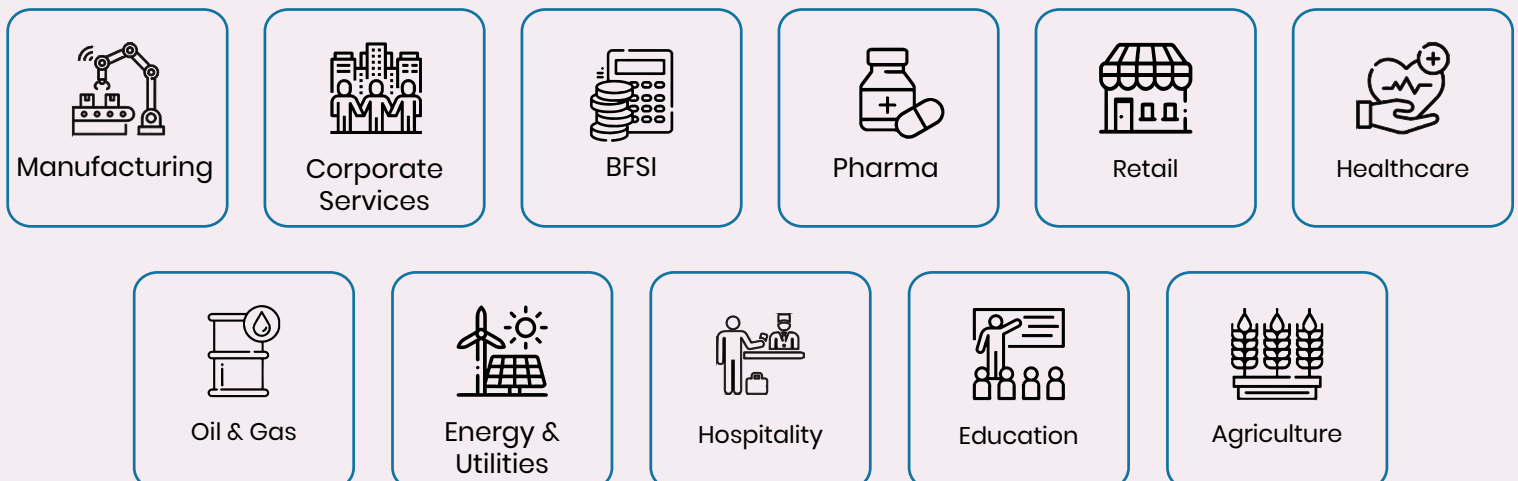 Manufacturing
Corporate
Services
BFSI
Pharma
Retail
Healthcare
Oil & Gas
Energy &
Utilities
Hospitality
Education
Agriculture